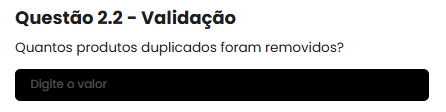 Questão 2.2 - Validação
Quantos produtos duplicados foram removidos?
Digite o valor